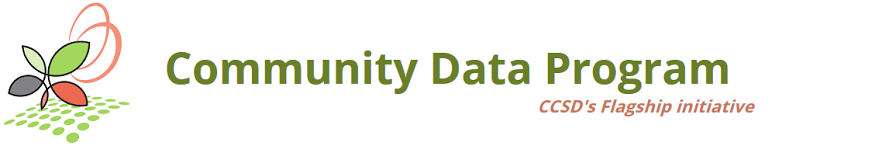 Community Data Program
CCSD's Flagship initiative